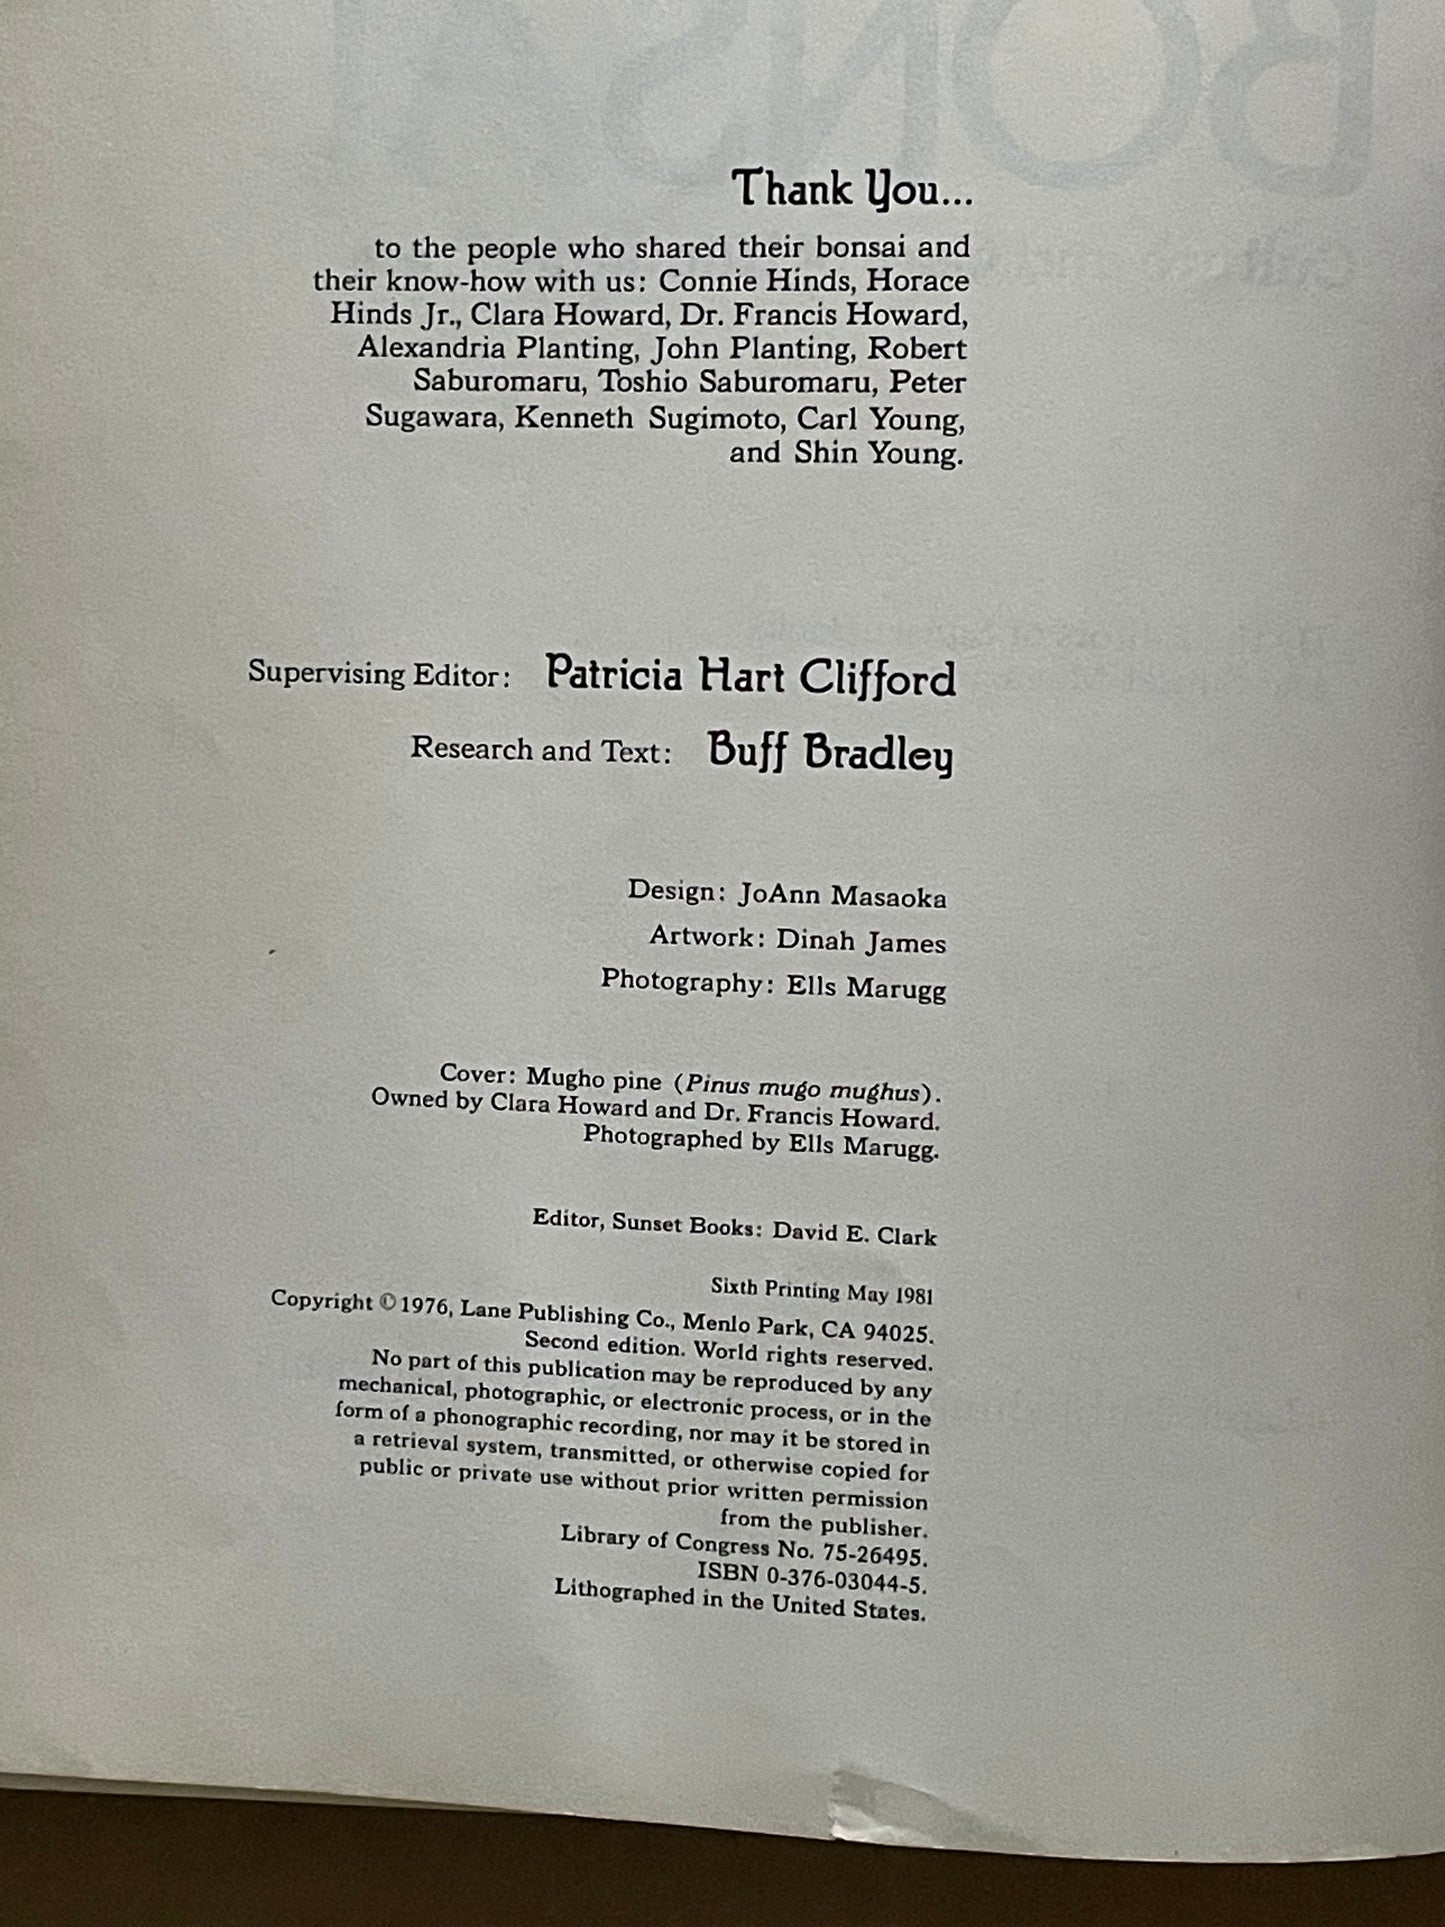 Thank You...
to the people who shared their bonsai and
their know-how with us: Connie Hinds, Horace
Hinds Jr., Clara Howard, Dr. Francis Howard,
Alexandria Planting, John Planting, Robert
Saburomaru, Toshio Saburomaru, Peter
Sugawara, Kenneth Sugimoto, Carl Young,
and Shin Young.
Supervising Editor: Patricia Hart Clifford
Research and Text: Buff Bradley
Design: JoAnn Masaoka
Artwork: Dinah James
Photography: Ells Marugg
Cover: Mugho pine (Pinus mugo mughus).
Owned by Clara Howard and Dr. Francis Howard.
Photographed by Ells Marugg.
Editor, Sunset Books: David E. Clark
Sixth Printing May 1981
Copyright © 1976, Lane Publishing Co., Menlo Park, CA 94025.
Second edition. World rights reserved.
No part of this publication may be reproduced by any
mechanical, photographic, or electronic process, or in the
form of a phonographic recording, nor may it be stored in
a retrieval system, transmitted, or otherwise copied for
public or private use without prior written permission
from the publisher.
Library of Congress No. 75-26495.
ISBN 0-376-03044-5.
Lithographed in the United States.